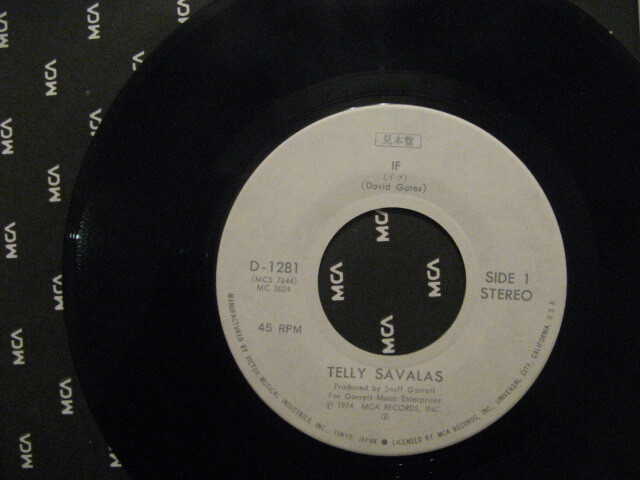 見本盤
IF
(イフ)
(David Gates)
D-1281
(MCS 7644)
MC 3024
SIDE 1
STEREO
45 RPM
TELLY SAVALAS
Produced by Snuff Garrett
For Garrett Music Enterprises
Ⓟ 1974 MCA RECORDS, INC.
MANUFACTURED BY VICTOR MUSICAL INDUSTRIES, INC., TOKYO, JAPAN ● LICENSED BY MCA RECORDS, INC., UNIVERSAL CITY, CALIFORNIA, U.S.A.
MCA
MCA
MCA
MCA
MCA
MCA
MCA
MCA
MCA
MCA
MCA